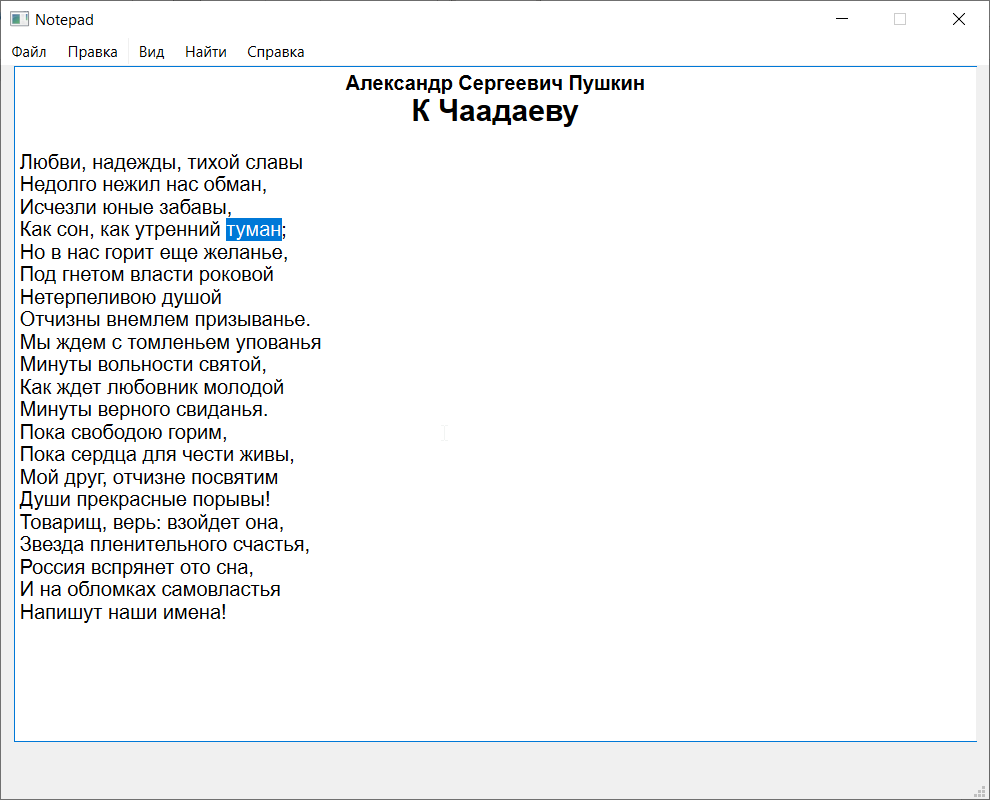 Notepad
Файл Правка Вид Найти Справка
Александр Сергеевич Пушкин
К Чаадаеву
Любви, надежды, тихой славы
Недолго нежил нас обман,
Исчезли юные забавы,
Как сон, как утренний туман;
Но в нас горит еще желанье,
Под гнетом власти роковой
Нетерпеливою душой
Отчизны внемлем призыванье.
Мы ждем с томленьем упованья
Минуты вольности святой,
Как ждет любовник молодой
Минуты верного свиданья.
Пока свободою горим,
Пока сердца для чести живы,
Мой друг, отчизне посвятим
Души прекрасные порывы!
Товарищ, верь: взойдет она,
Звезда пленительного счастья,
Россия вспрянет ото сна,
И на обломках самовластья
Напишут наши имена!